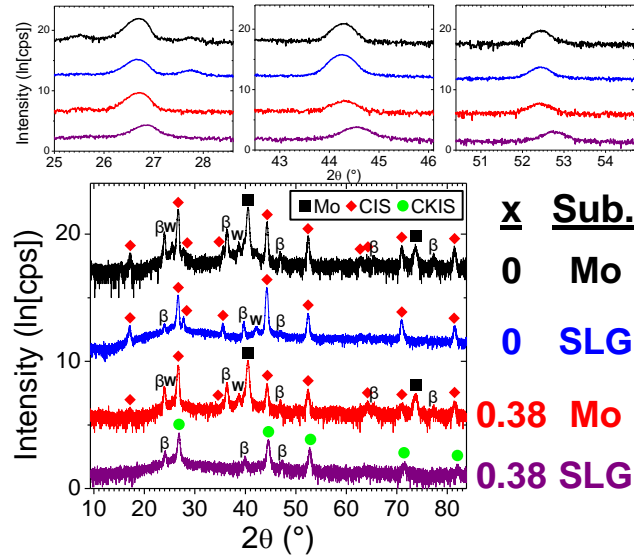 Intensity (ln[cps])
20
10
0
25 26 27 28
43 44 45 46
51 52 53 54
2θ (°)
Mo CIS CKIS
x Sub.
Intensity (ln[cps])
20
10
0
β w β w β β
0 Mo
β β w β
0 SLG
β w β w β β β
0.38 Mo
β β β
0.38 SLG
10 20 30 40 50 60 70 80
2θ (°)